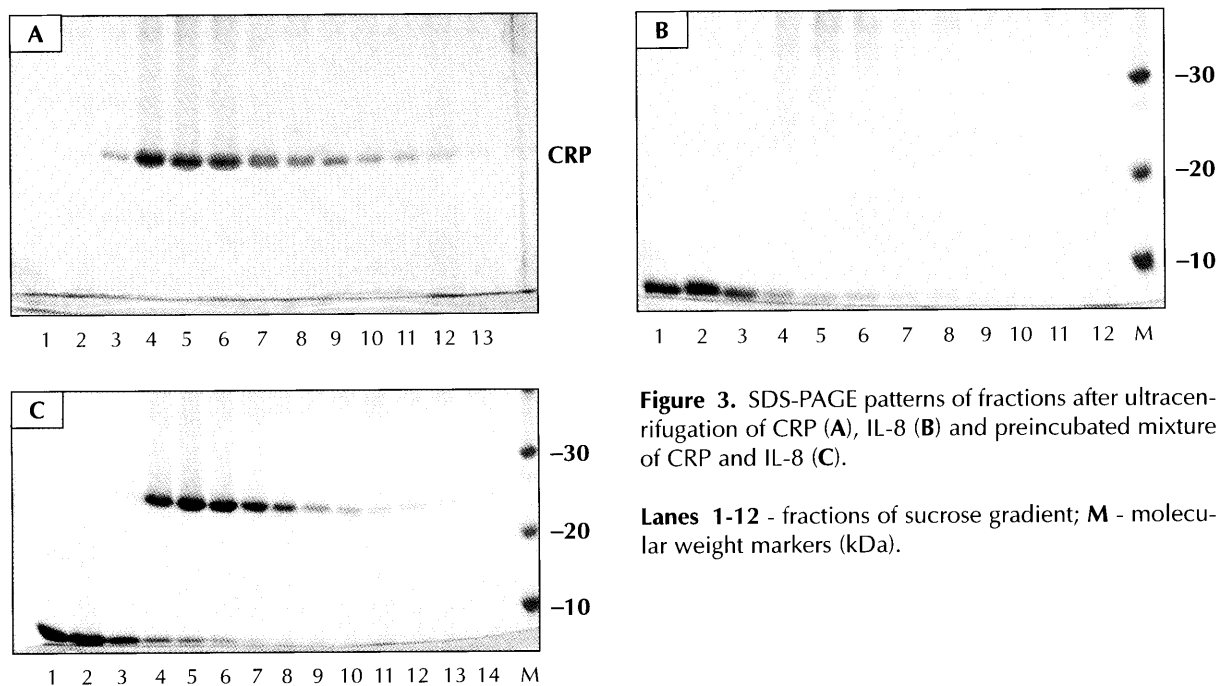 A
CRP
1 2 3 4 5 6 7 8 9 10 11 12 13
B
–30
–20
–10
1 2 3 4 5 6 7 8 9 10 11 12 M
C
–30
–20
–10
1 2 3 4 5 6 7 8 9 10 11 12 13 14 M
Figure 3. SDS-PAGE patterns of fractions after ultracen-
rifugation of CRP (A), IL-8 (B) and preincubated mixture
of CRP and IL-8 (C).
Lanes 1-12 - fractions of sucrose gradient; M - molecu-
lar weight markers (kDa).